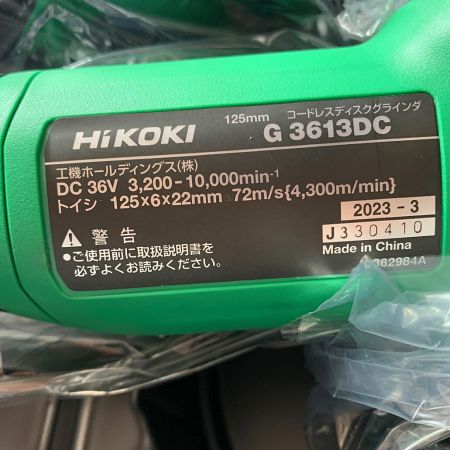 125mm コードレスディスクグラインダ
HiKOKI G 3613DC
工機ホールディングス(株)
DC 36V 3,200-10,000min-1
トイシ 125×6×22mm 72m/s{4,300m/min}
2023 - 3
警告 J330410
●ご使用前に取扱説明書を Made in China
必ずよくお読みください。 362984A